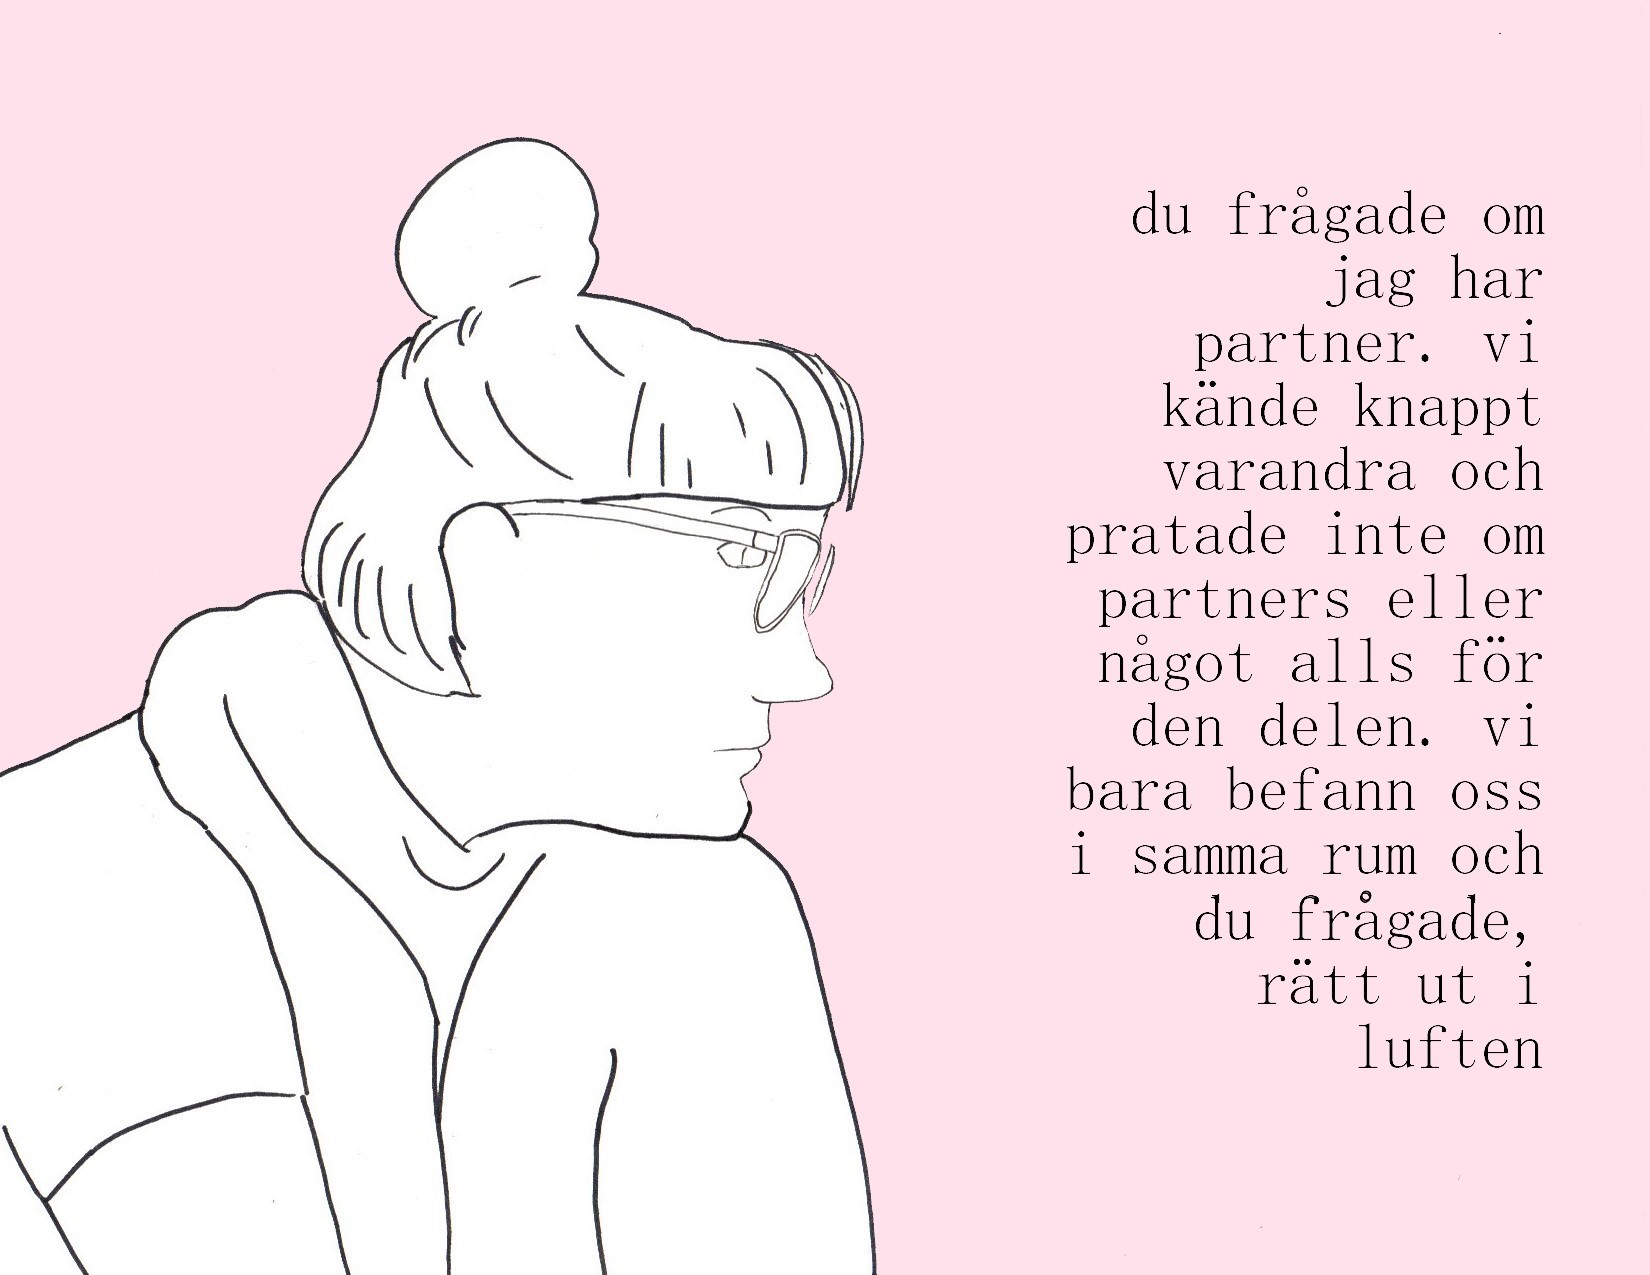 du frågade om
jag har
partner. vi
kände knappt
varandra och
pratade inte om
partners eller
något alls för
den delen. vi
bara befann oss
i samma rum och
du frågade,
rätt ut i
luften